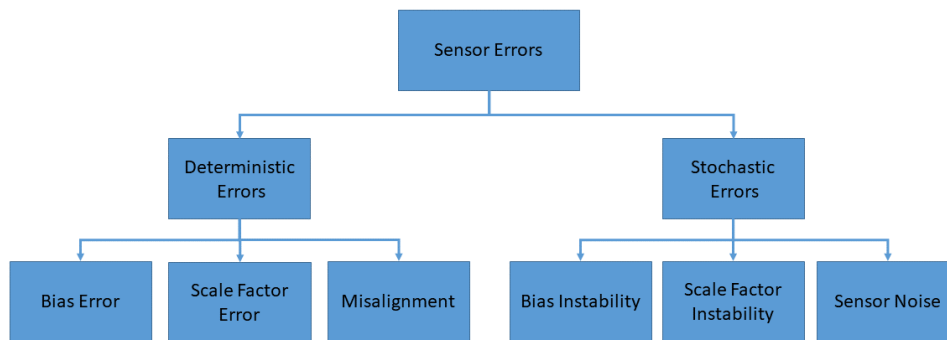 Sensor Errors
Deterministic
Errors
Stochastic
Errors
Bias Error
Scale Factor
Error
Misalignment
Bias Instability
Scale Factor
Instability
Sensor Noise